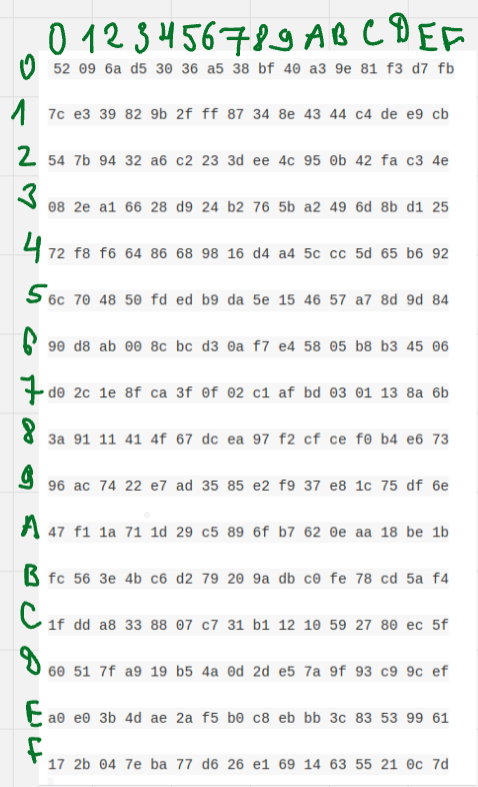 0 1 2 3 4 5 6 7 8 9 A B C D E F
0 52 09 6a d5 30 36 a5 38 bf 40 a3 9e 81 f3 d7 fb
1 7c e3 39 82 9b 2f ff 87 34 8e 43 44 c4 de e9 cb
2 54 7b 94 32 a6 c2 23 3d ee 4c 95 0b 42 fa c3 4e
3 08 2e a1 66 28 d9 24 b2 76 5b a2 49 6d 8b d1 25
4 72 f8 f6 64 86 68 98 16 d4 a4 5c cc 5d 65 b6 92
5 6c 70 48 50 fd ed b9 da 5e 15 46 57 a7 8d 9d 84
6 90 d8 ab 00 8c bc d3 0a f7 e4 58 05 b8 b3 45 06
7 d0 2c 1e 8f ca 3f 0f 02 c1 af bd 03 01 13 8a 6b
8 3a 91 11 41 4f 67 dc ea 97 f2 cf ce f0 b4 e6 73
9 96 ac 74 22 e7 ad 35 85 e2 f9 37 e8 1c 75 df 6e
A 47 f1 1a 71 1d 29 c5 89 6f b7 62 0e aa 18 be 1b
B fc 56 3e 4b c6 d2 79 20 9a db c0 fe 78 cd 5a f4
C 1f dd a8 33 88 07 c7 31 b1 12 10 59 27 80 ec 5f
D 60 51 7f a9 19 b5 4a 0d 2d e5 7a 9f 93 c9 9c ef
E a0 e0 3b 4d ae 2a f5 b0 c8 eb bb 3c 83 53 99 61
F 17 2b 04 7e ba 77 d6 26 e1 69 14 63 55 21 0c 7d